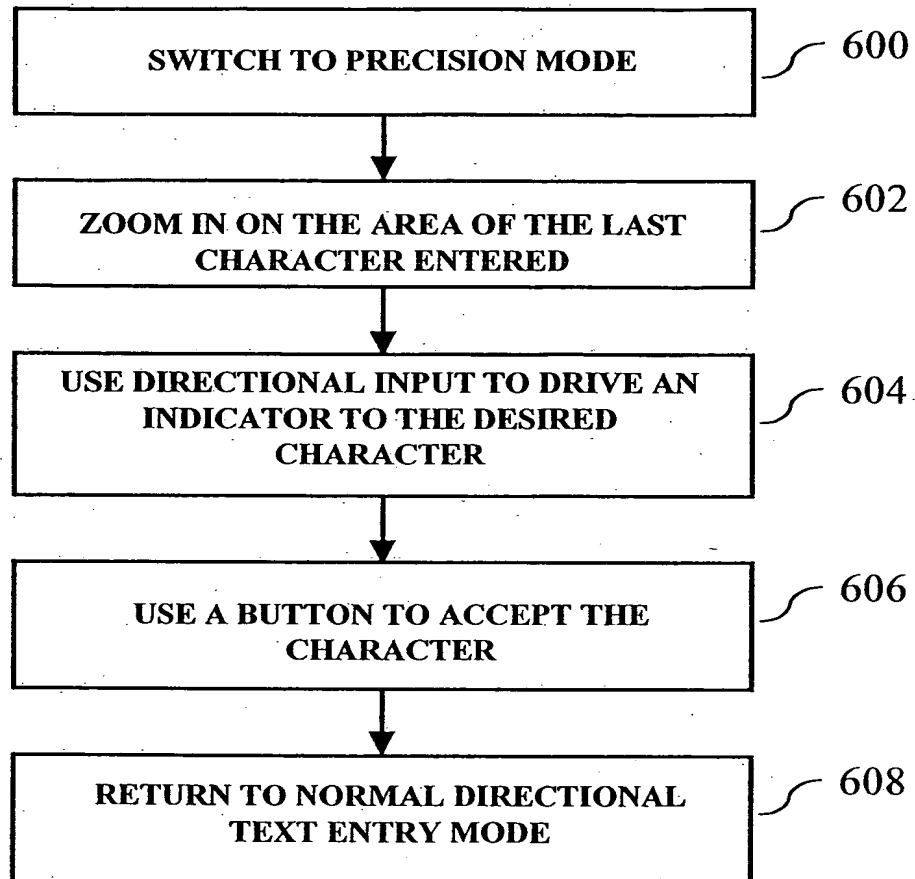 SWITCH TO PRECISION MODE
600
ZOOM IN ON THE AREA OF THE LAST
CHARACTER ENTERED
602
USE DIRECTIONAL INPUT TO DRIVE AN
INDICATOR TO THE DESIRED
CHARACTER
604
USE A BUTTON TO ACCEPT THE
CHARACTER
606
RETURN TO NORMAL DIRECTIONAL
TEXT ENTRY MODE
608